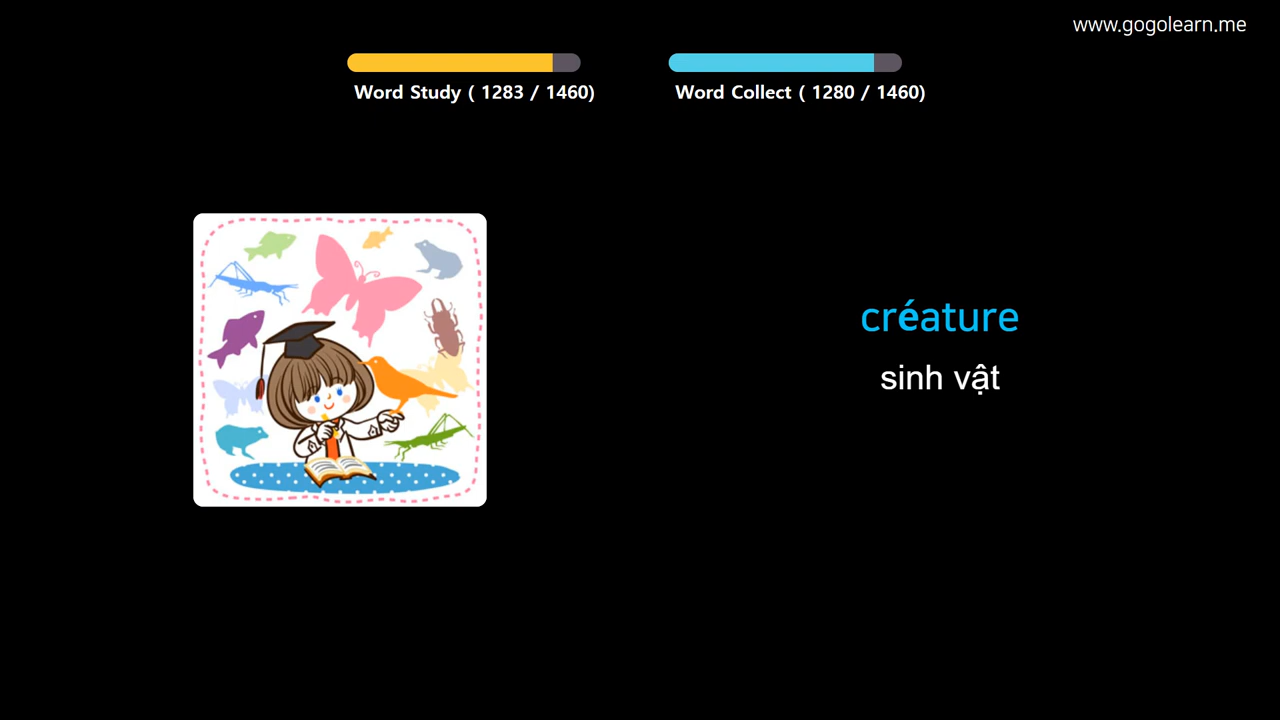 www.gogolearn.me
Word Study ( 1283 / 1460)
Word Collect ( 1280 / 1460)
créature
sinh vật